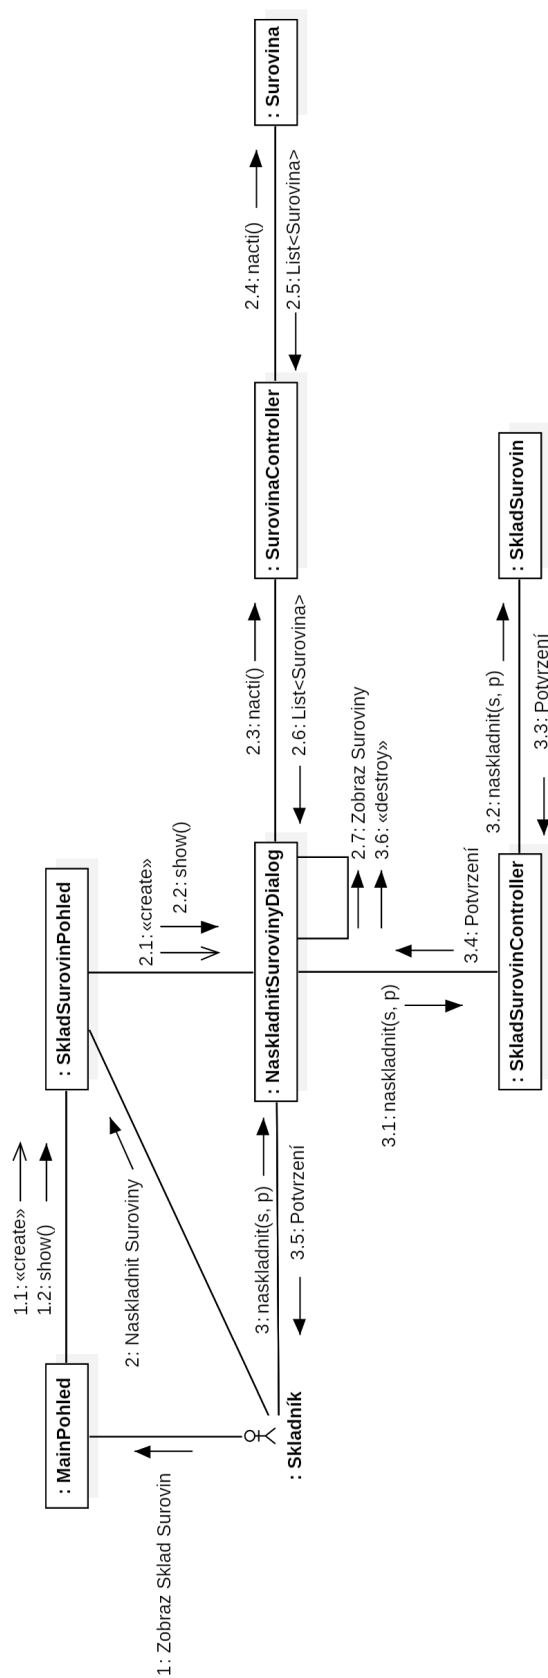 1: Zobraz Sklad Surovin
: MainPohled
1.1: «create»
1.2: show()
: SkladSurovinPohled
2: Naskladnit Suroviny
: Skladník
2.1: «create»
2.2: show()
3: naskladnit(s, p)
3.5: Potvrzení
: NaskladnitSurovinyDialog
2.3: nacti()
2.6: List<Surovina>
: SurovinaController
2.4: nacti()
2.5: List<Surovina>
: Surovina
2.7: Zobraz Suroviny
3.6: «destroy»
3.1: naskladnit(s, p)
3.4: Potvrzení
: SkladSurovinController
3.2: naskladnit(s, p)
3.3: Potvrzení
: SkladSurovin